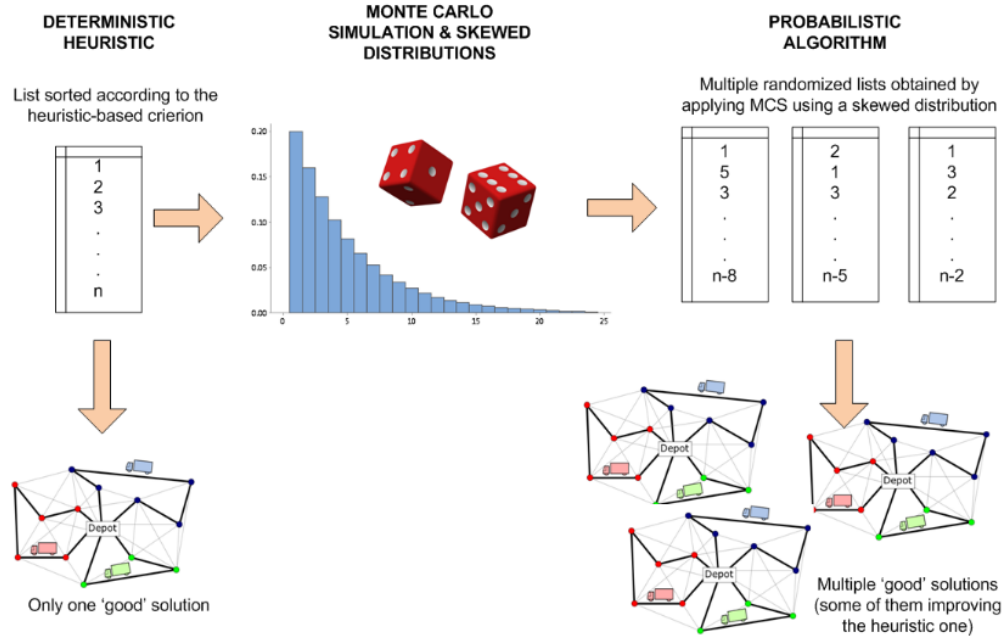 DETERMINISTIC
HEURISTIC
List sorted according to the
heuristic-based crierion
1
2
3
.
.
.
n
Only one ‘good’ solution
MONTE CARLO
SIMULATION & SKEWED
DISTRIBUTIONS
0.20
0.15
0.10
0.05
0.00
0 5 10 15 20 25
PROBABILISTIC
ALGORITHM
Multiple randomized lists obtained by
applying MCS using a skewed distribution
1
5
3
.
.
.
n-8
2
1
3
.
.
.
n-5
1
3
2
.
.
.
n-2
Depot
Depot
Depot
Depot
Multiple ‘good’ solutions
(some of them improving
the heuristic one)